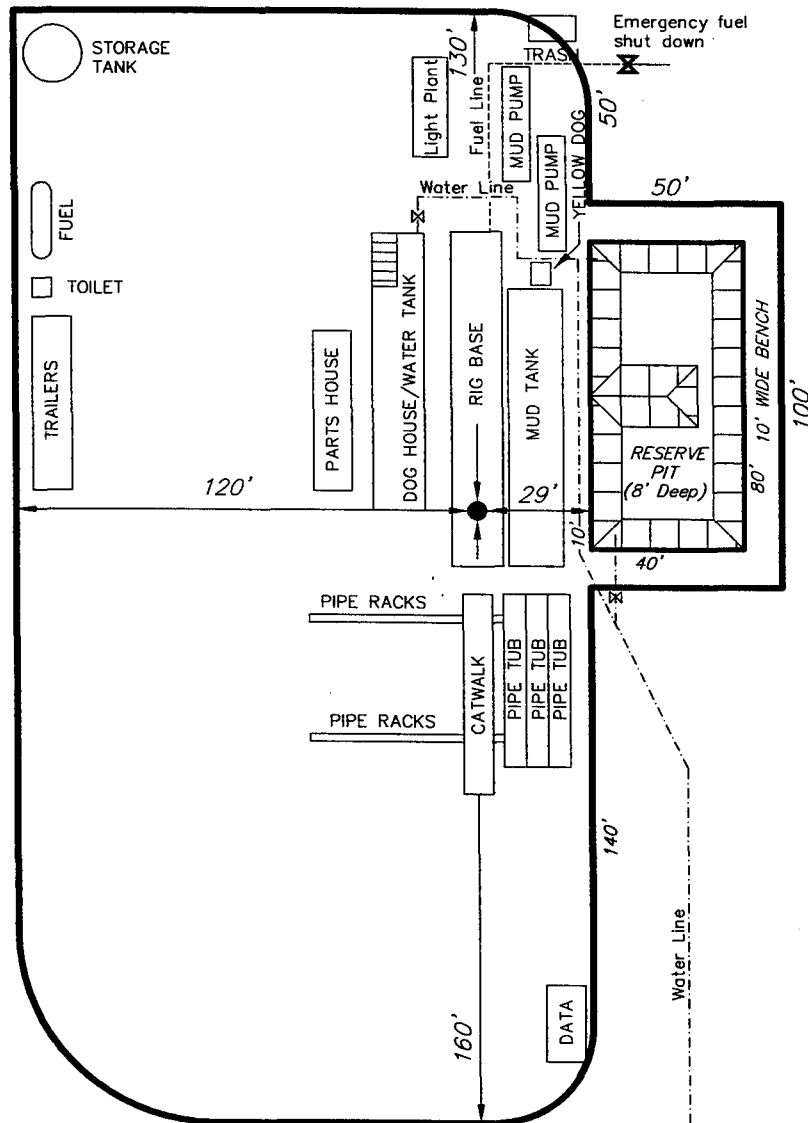 Emergency fuel
shut down
STORAGE
TANK
TRASH
130'
Fuel Line
Light Plant
MUD PUMP
MUD PUMP
YELLOW DOG
50'
50'
Water Line
FUEL
TOILET
TRAILERS
PARTS HOUSE
DOG HOUSE/WATER TANK
RIG BASE
MUD TANK
RESERVE
PIT
(8' Deep)
10' WIDE BENCH
80'
100'
120'
29'
10'
40'
PIPE RACKS
CATWALK
PIPE TUB
PIPE TUB
PIPE TUB
PIPE RACKS
140'
Water Line
160'
DATA